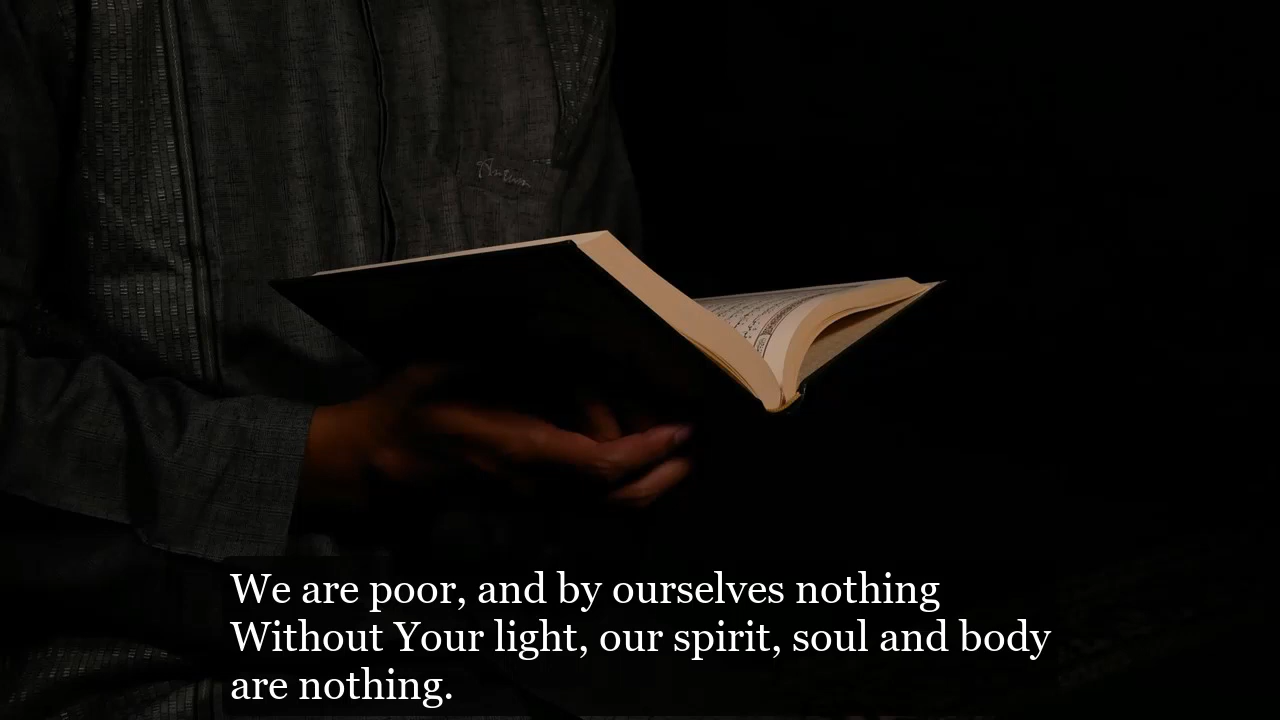 We are poor, and by ourselves nothing
Without Your light, our spirit, soul and body
are nothing.